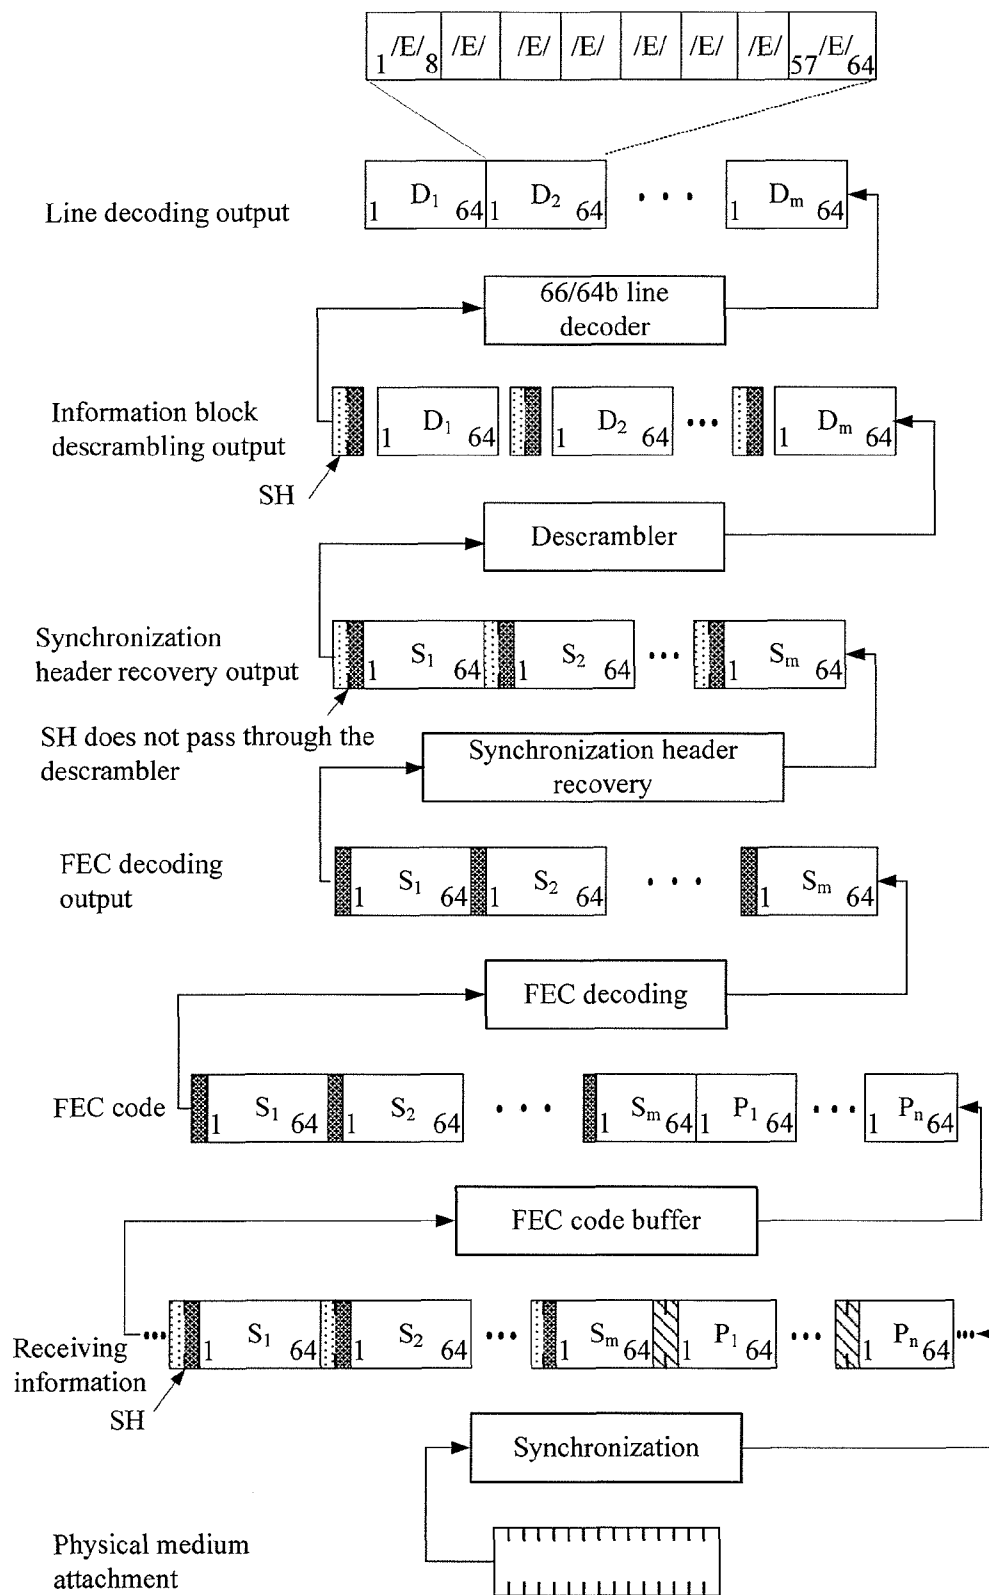 /E/ /E/ /E/ /E/ /E/ /E/ /E/ /E/
1 8 57 64
Line decoding output
D1 D2 • • • Dm
1 64 1 64 1 64
66/64b line
decoder
Information block
descrambling output
D1 D2 ••• Dm
1 64 1 64 1 64
SH
Descrambler
Synchronization
header recovery output
S1 S2 ••• Sm
1 64 1 64 1 64
SH does not pass through the
descrambler
Synchronization header
recovery
FEC decoding
output
S1 S2 • • • Sm
1 64 1 64 1 64
FEC decoding
FEC code
S1 S2 • • • Sm P1 ••• Pn
1 64 1 64 1 64 1 64 1 64
FEC code buffer
Receiving
information
••• S1 S2 ••• Sm P1 ••• Pn •••
1 64 1 64 1 64 1 64 1 64
SH
Synchronization
Physical medium
attachment